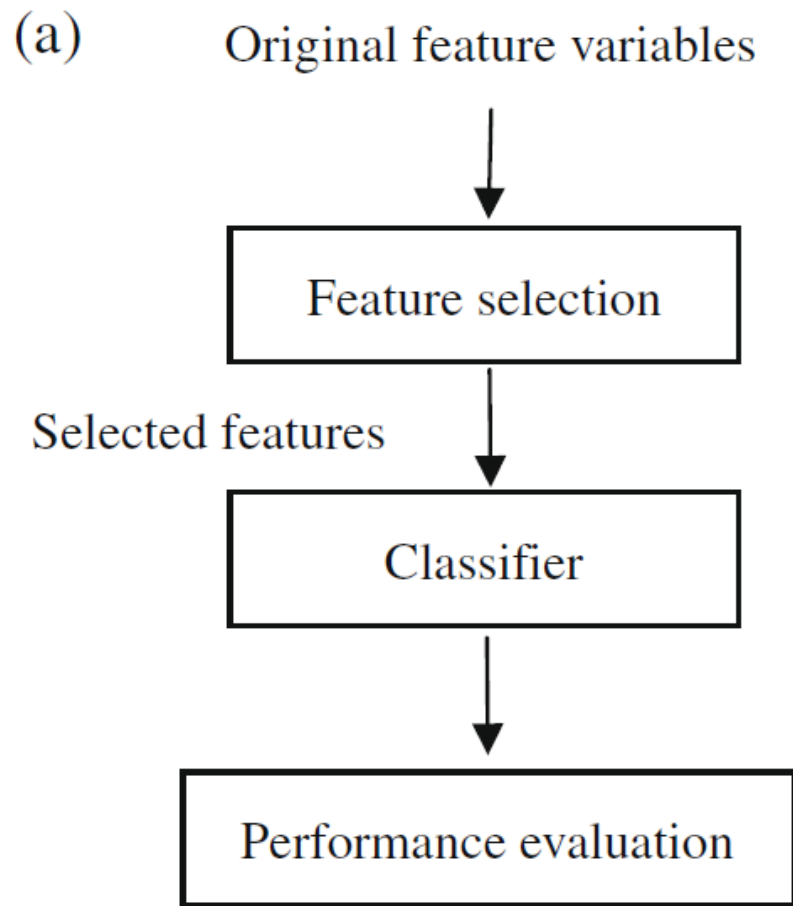 (a)
Original feature variables
Feature selection
Selected features
Classifier
Performance evaluation